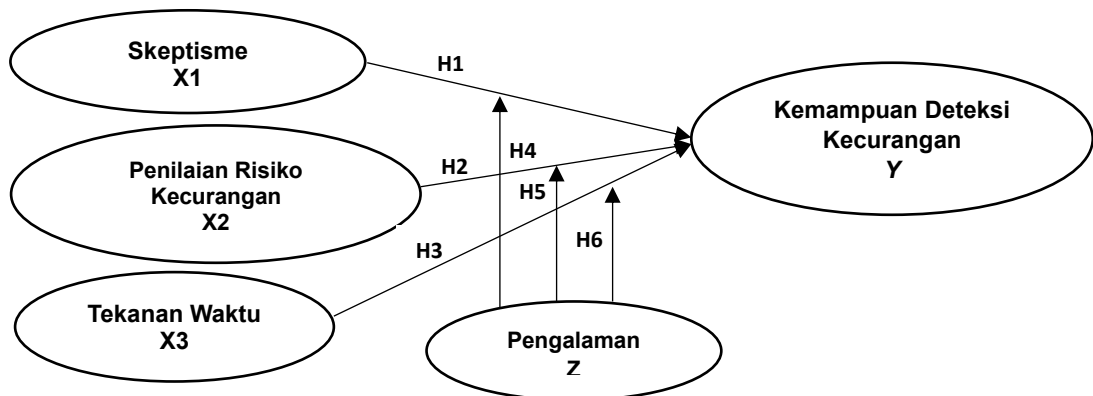 Skeptisme
X1
H1
Kemampuan Deteksi
Kecurangan
Y
Penilaian Risiko
Kecurangan
X2
H2
H4
H5
H3
H6
Tekanan Waktu
X3
Pengalaman
Z